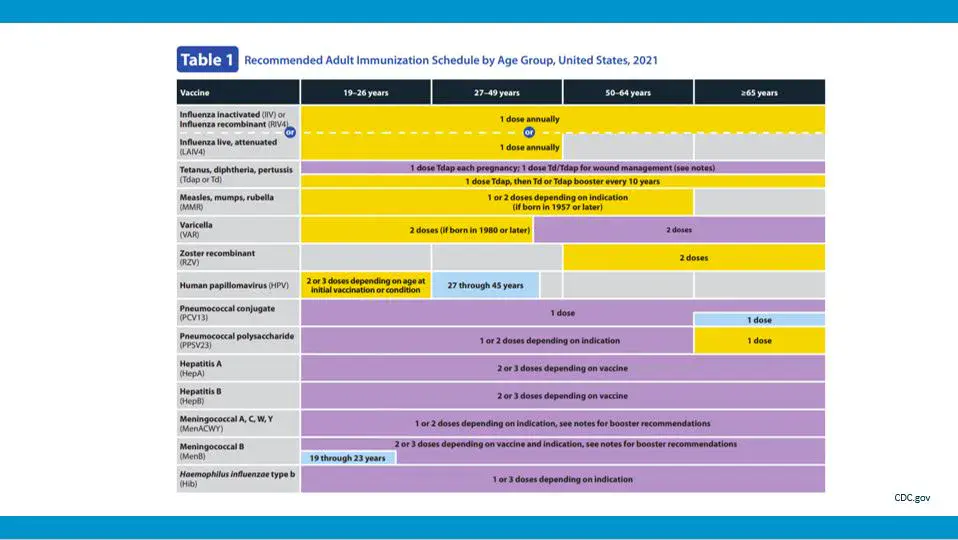 Table 1 Recommended Adult Immunization Schedule by Age Group, United States, 2021
Vaccine 19–26 years 27–49 years 50–64 years ≥65 years
Influenza inactivated (IIV) or
Influenza recombinant (RIV4)
1 dose annually
or or
Influenza live, attenuated
(LAIV4)
1 dose annually
Tetanus, diphtheria, pertussis
(Tdap or Td)
1 dose Tdap each pregnancy; 1 dose Td/Tdap for wound management (see notes)
1 dose Tdap, then Td or Tdap booster every 10 years
Measles, mumps, rubella
(MMR)
1 or 2 doses depending on indication
(if born in 1957 or later)
Varicella
(VAR)
2 doses (if born in 1980 or later) 2 doses
Zoster recombinant
(RZV)
2 doses
Human papillomavirus (HPV)
2 or 3 doses depending on age at
initial vaccination or condition
27 through 45 years
Pneumococcal conjugate
(PCV13)
1 dose
1 dose
Pneumococcal polysaccharide
(PPSV23)
1 or 2 doses depending on indication 1 dose
Hepatitis A
(HepA)
2 or 3 doses depending on vaccine
Hepatitis B
(HepB)
2 or 3 doses depending on vaccine
Meningococcal A, C, W, Y
(MenACWY)
1 or 2 doses depending on indication, see notes for booster recommendations
Meningococcal B
(MenB)
2 or 3 doses depending on vaccine and indication, see notes for booster recommendations
19 through 23 years
Haemophilus influenzae type b
(Hib)
1 or 3 doses depending on indication
CDC.gov